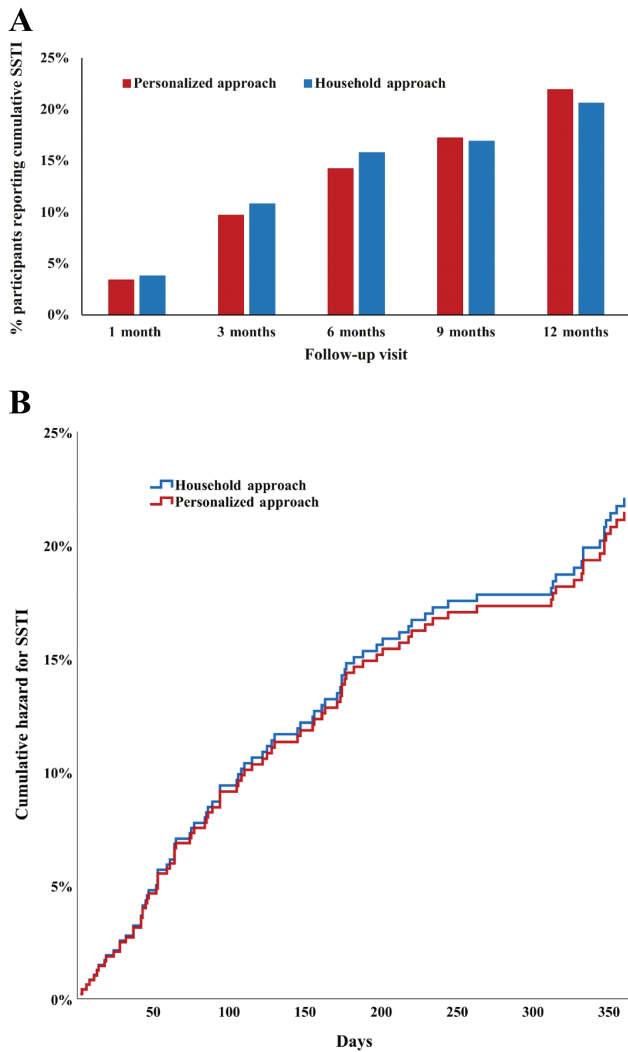 A
% participants reporting cumulative SSTI
25%
20%
15%
10%
5%
0%
Personalized approach
Household approach
1 month
3 months
6 months
9 months
12 months
Follow-up visit
B
Cumulative hazard for SSTI
25%
20%
15%
10%
5%
0%
Household approach
Personalized approach
50
100
150
200
250
300
350
Days